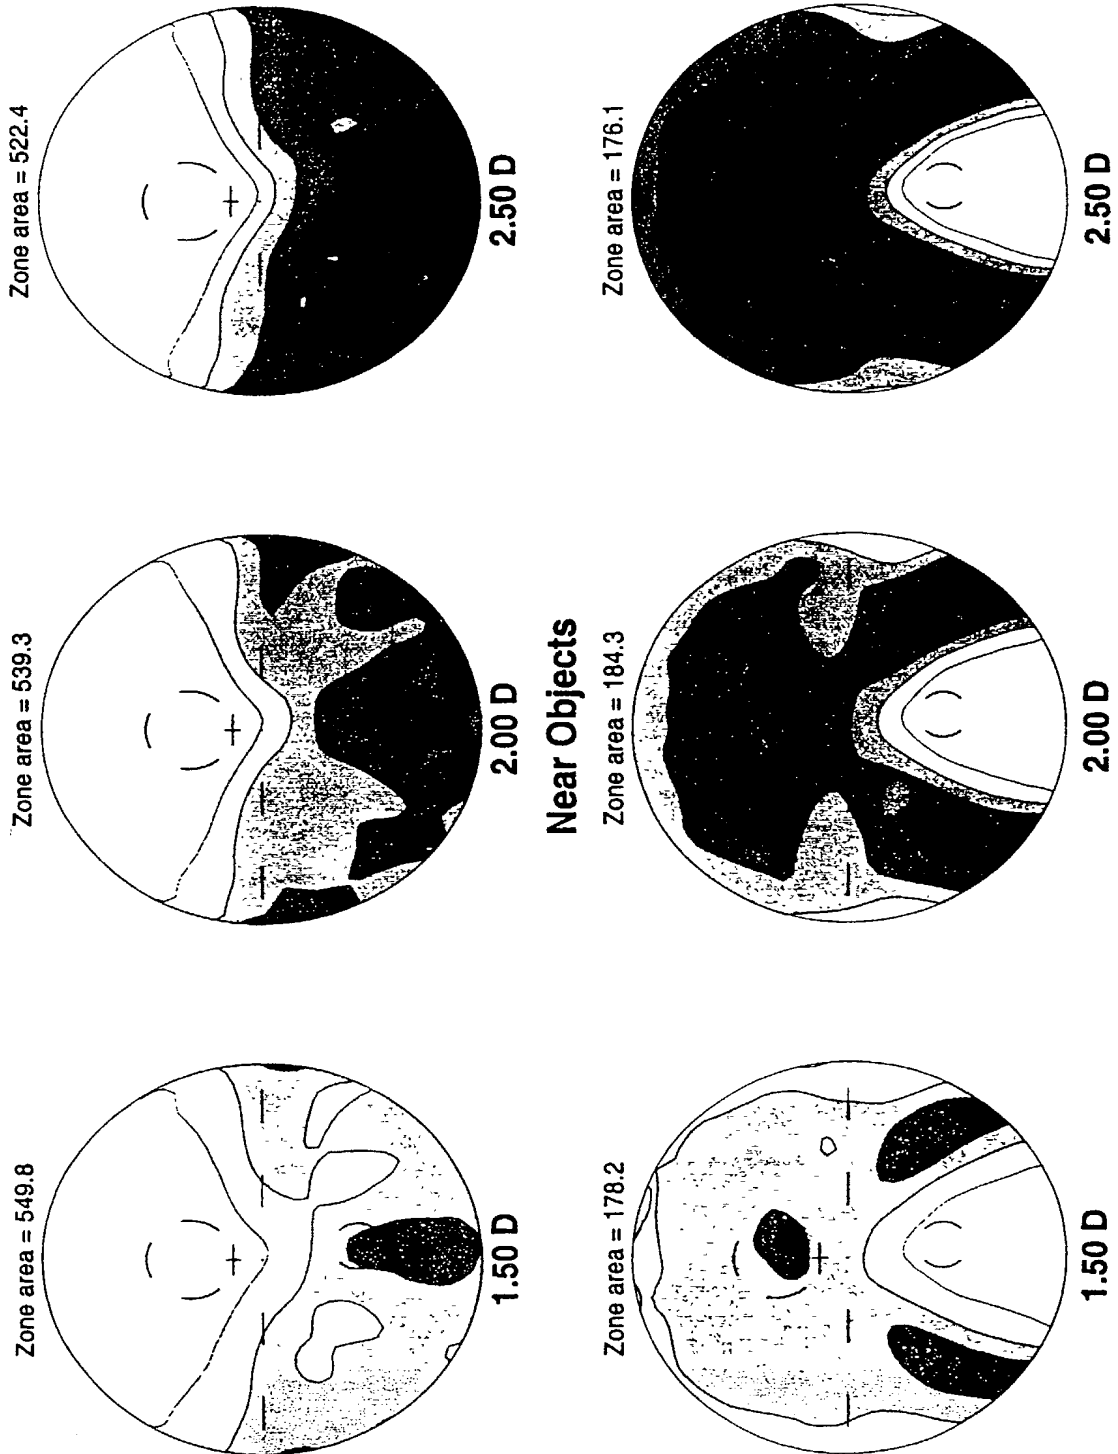 Zone area = 549.8
Zone area = 539.3
Zone area = 522.4
1.50 D
2.00 D
2.50 D
Near Objects
Zone area = 178.2
Zone area = 184.3
Zone area = 176.1
1.50 D
2.00 D
2.50 D